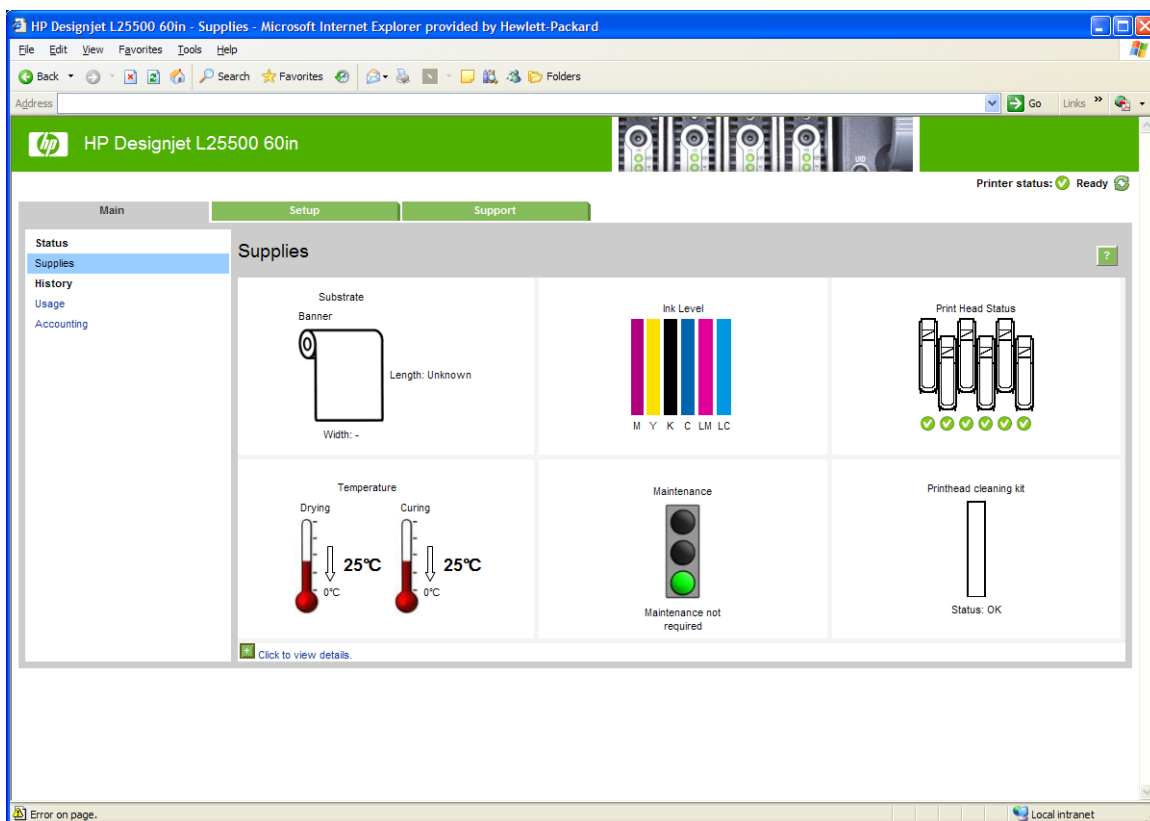 HP Designjet L25500 60in - Supplies - Microsoft Internet Explorer provided by Hewlett-Packard
File Edit View Favorites Tools Help
Back Search Favorites Folders
Address Go Links »
hp HP Designjet L25500 60in
UID
Printer status: Ready
Main Setup Support
Status
Supplies
History
Usage
Accounting
Supplies
?
Substrate
Banner
Length: Unknown
Width: -
Ink Level
M Y K C LM LC
Print Head Status
Temperature
Drying Curing
25°C 25°C
0°C 0°C
Maintenance
Maintenance not
required
Printhead cleaning kit
Status: OK
Click to view details.
Error on page. Local intranet